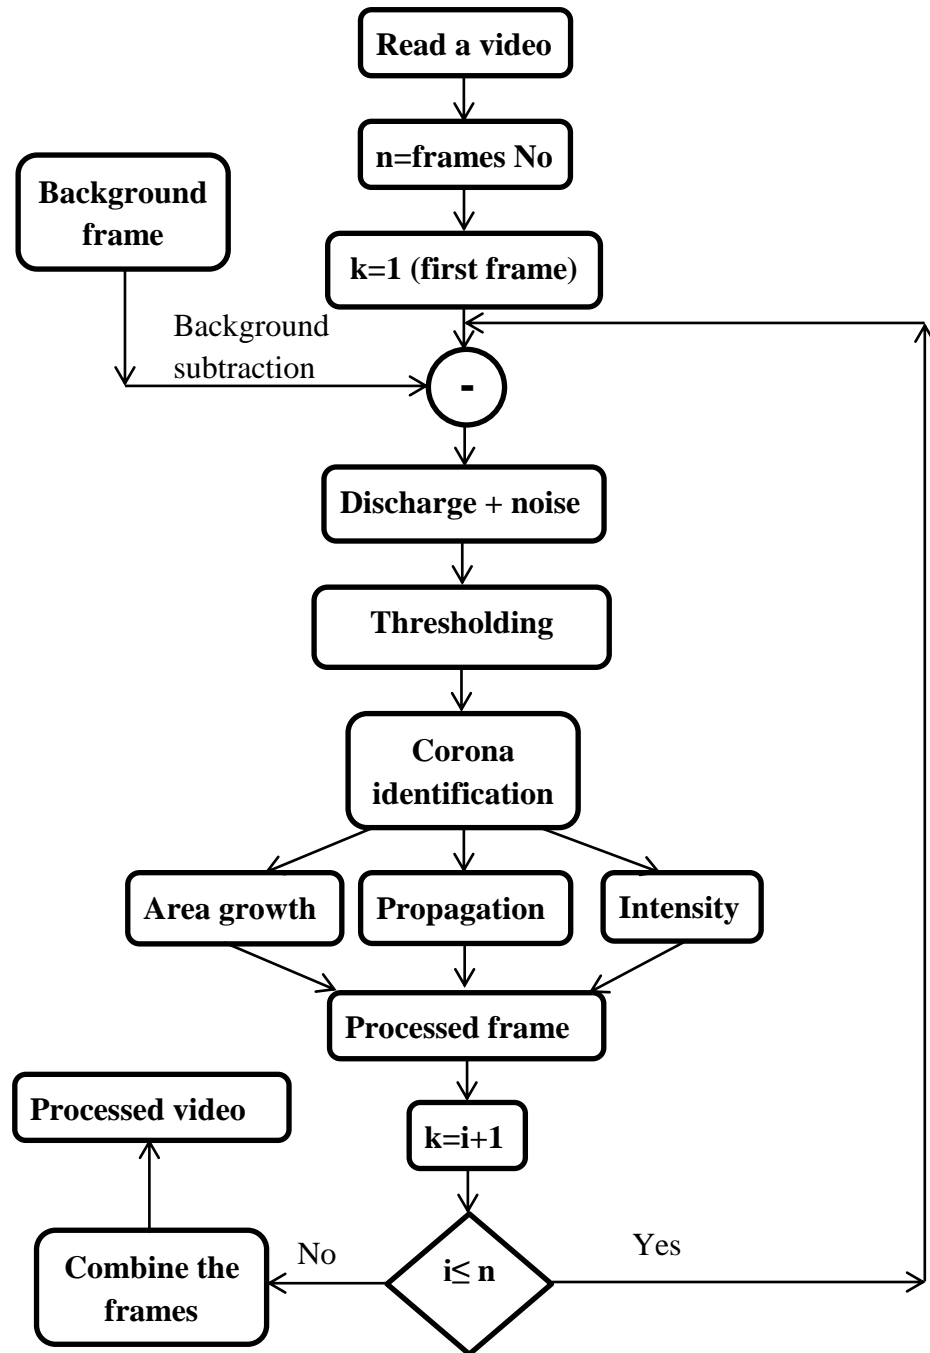 Read a video
n=frames No
Background
frame
k=1 (first frame)
Background
subtraction
-
Discharge + noise
Thresholding
Corona
identification
Area growth
Propagation
Intensity
Processed frame
Processed video
k=i+1
i≤ n
No
Yes
Combine the
frames